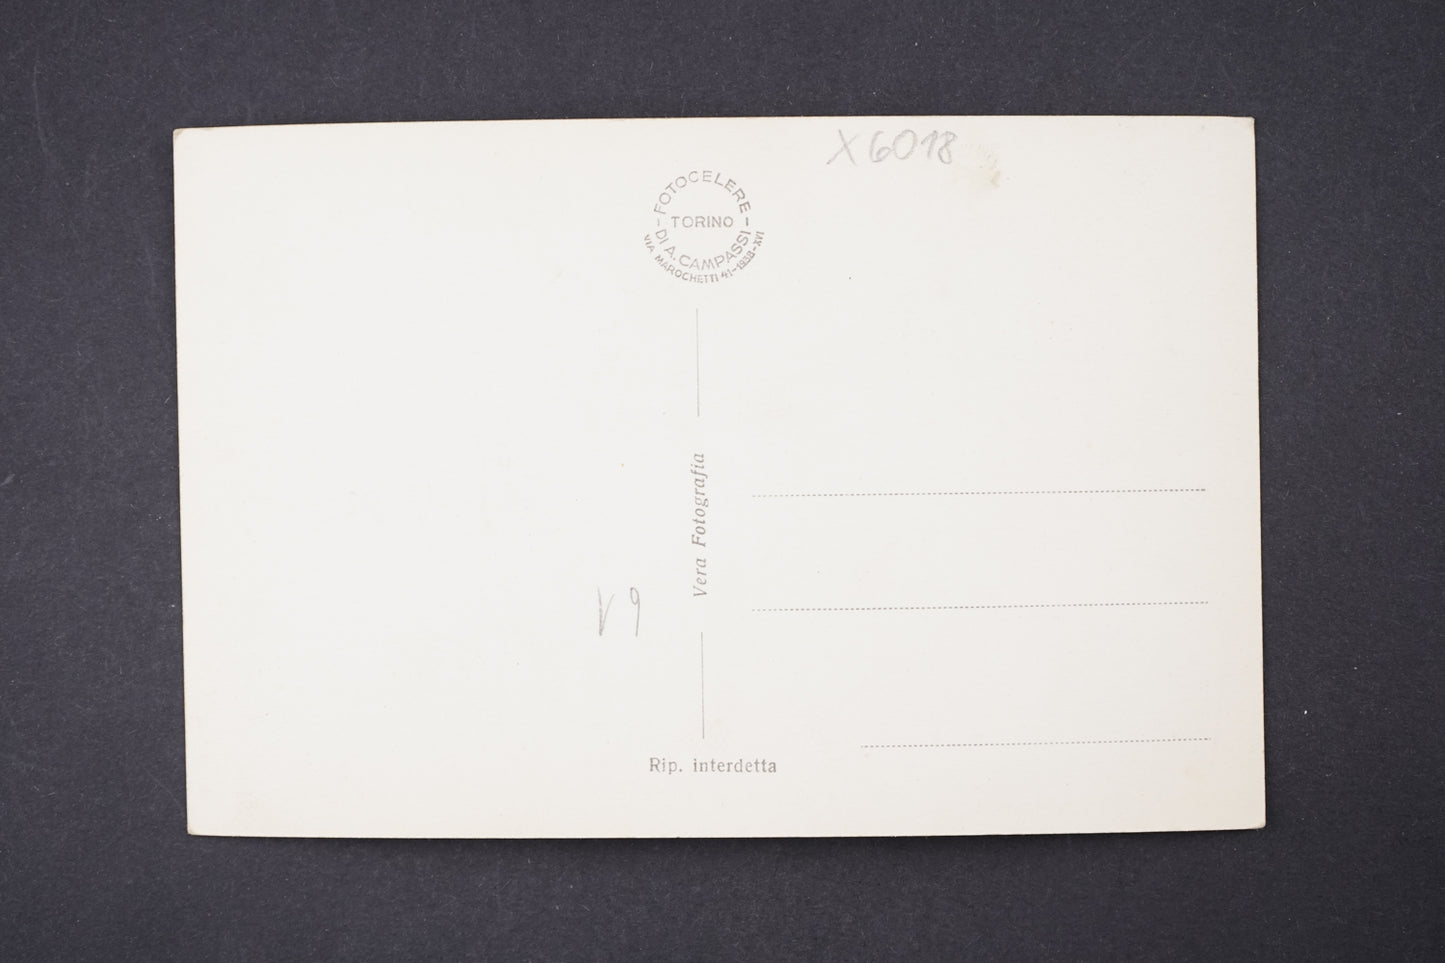 X6018
FOTOCELERE
TORINO
DI A. CAMPASSI
VIA MAROCHETTI 41-1938-XVI
Vera Fotografia
V9
Rip. interdetta